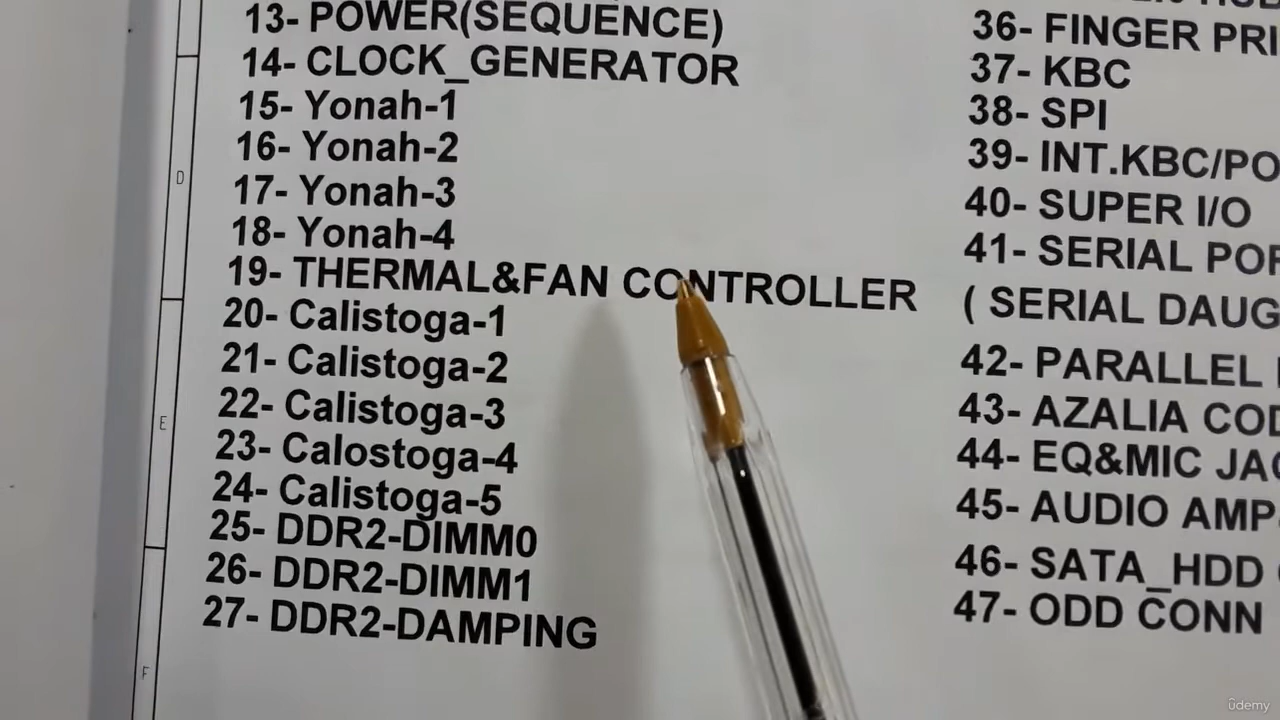 13- POWER(SEQUENCE)
14- CLOCK_GENERATOR
15- Yonah-1
16- Yonah-2
17- Yonah-3
18- Yonah-4
19- THERMAL&FAN CONTROLLER
20- Calistoga-1
21- Calistoga-2
22- Calistoga-3
23- Calostoga-4
24- Calistoga-5
25- DDR2-DIMM0
26- DDR2-DIMM1
27- DDR2-DAMPING
36- FINGER PRI
37- KBC
38- SPI
39- INT.KBC/PO
40- SUPER I/O
41- SERIAL POR
( SERIAL DAUG
42- PARALLEL
43- AZALIA COD
44- EQ&MIC JAC
45- AUDIO AMP
46- SATA_HDD
47- ODD CONN
D
E
F
ûdemy